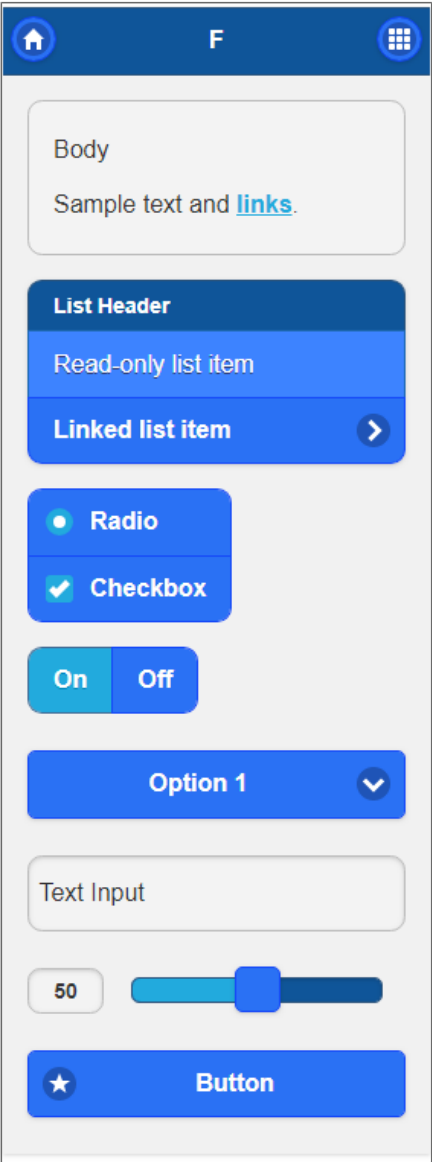 F
Body
Sample text and links.
List Header
Read-only list item
Linked list item
Radio
Checkbox
On Off
Option 1
Text Input
50
Button